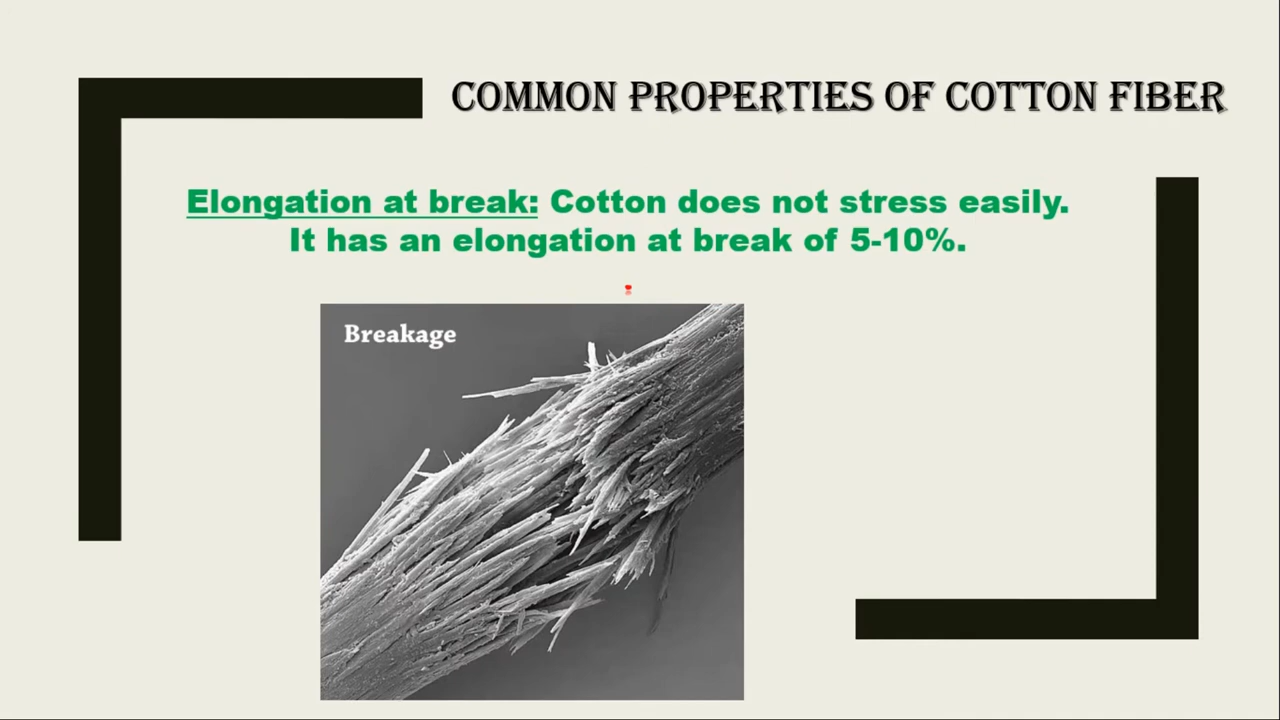 COMMON PROPERTIES OF COTTON FIBER
Elongation at break: Cotton does not stress easily.
It has an elongation at break of 5-10%.
Breakage